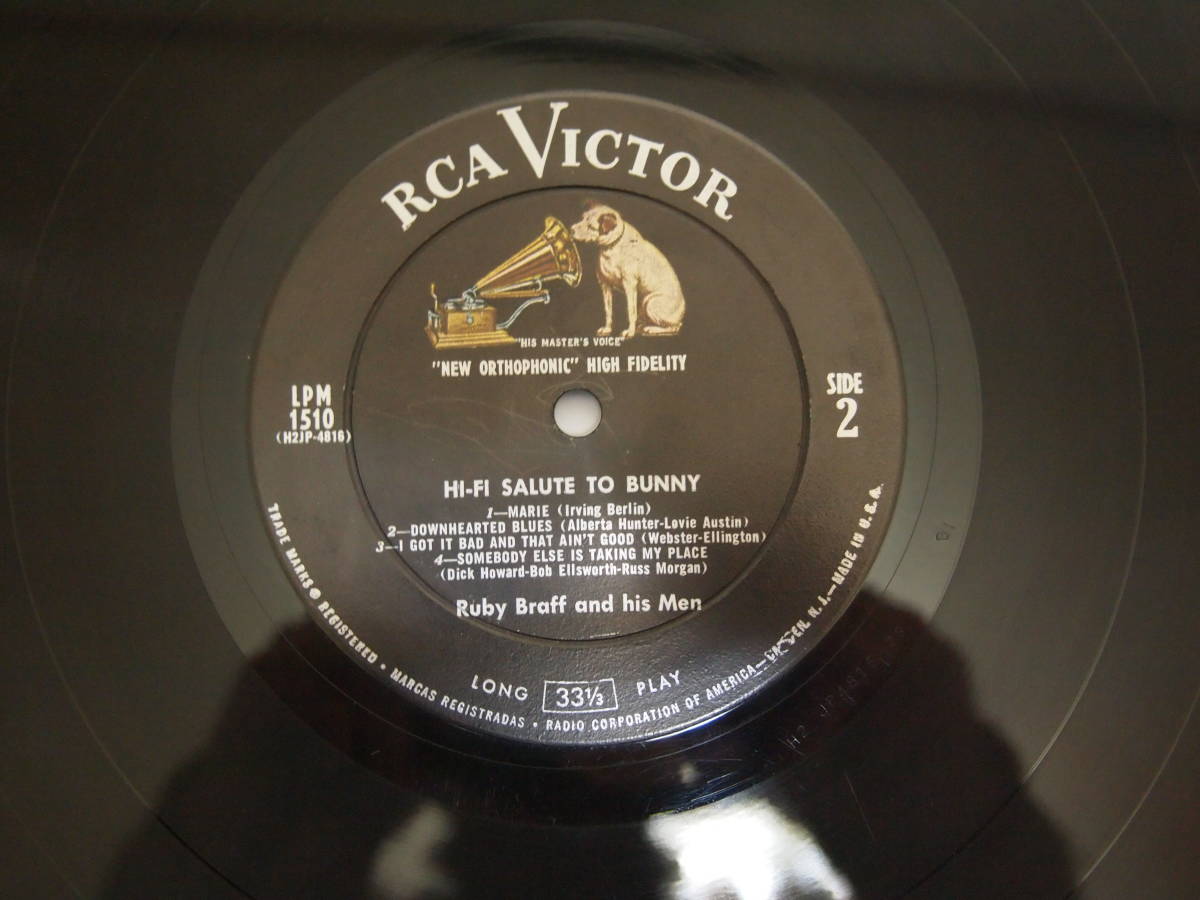 RCA VICTOR
"HIS MASTER'S VOICE"
"NEW ORTHOPHONIC" HIGH FIDELITY
LPM
1510
(H2JP-4816)
SIDE
2
HI-FI SALUTE TO BUNNY
1—MARIE (Irving Berlin)
2—DOWNHEARTED BLUES (Alberta Hunter-Lovie Austin)
3—I GOT IT BAD AND THAT AIN'T GOOD (Webster-Ellington)
4—SOMEBODY ELSE IS TAKING MY PLACE
(Dick Howard-Bob Ellsworth-Russ Morgan)
Ruby Braff and his Men
LONG 33⅓ PLAY
TRADE MARKS ® REGISTERED • MARCAS REGISTRADAS • RADIO CORPORATION OF AMERICA—CAMDEN, N. J.—MADE IN U.S.A.